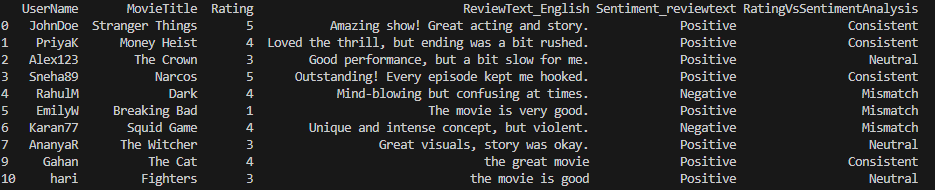 UserName MovieTitle Rating ReviewText_English Sentiment_reviewtext RatingVsSentimentAnalysis
0 JohnDoe Stranger Things 5 Amazing show! Great acting and story. Positive Consistent
1 PriyaK Money Heist 4 Loved the thrill, but ending was a bit rushed. Positive Consistent
2 Alex123 The Crown 3 Good performance, but a bit slow for me. Positive Neutral
3 Sneha89 Narcos 5 Outstanding! Every episode kept me hooked. Positive Consistent
4 RahulM Dark 4 Mind-blowing but confusing at times. Negative Mismatch
5 EmilyW Breaking Bad 1 The movie is very good. Positive Mismatch
6 Karan77 Squid Game 4 Unique and intense concept, but violent. Negative Mismatch
7 AnanyaR The Witcher 3 Great visuals, story was okay. Positive Neutral
9 Gahan The Cat 4 the great movie Positive Consistent
10 hari Fighters 3 the movie is good Positive Neutral